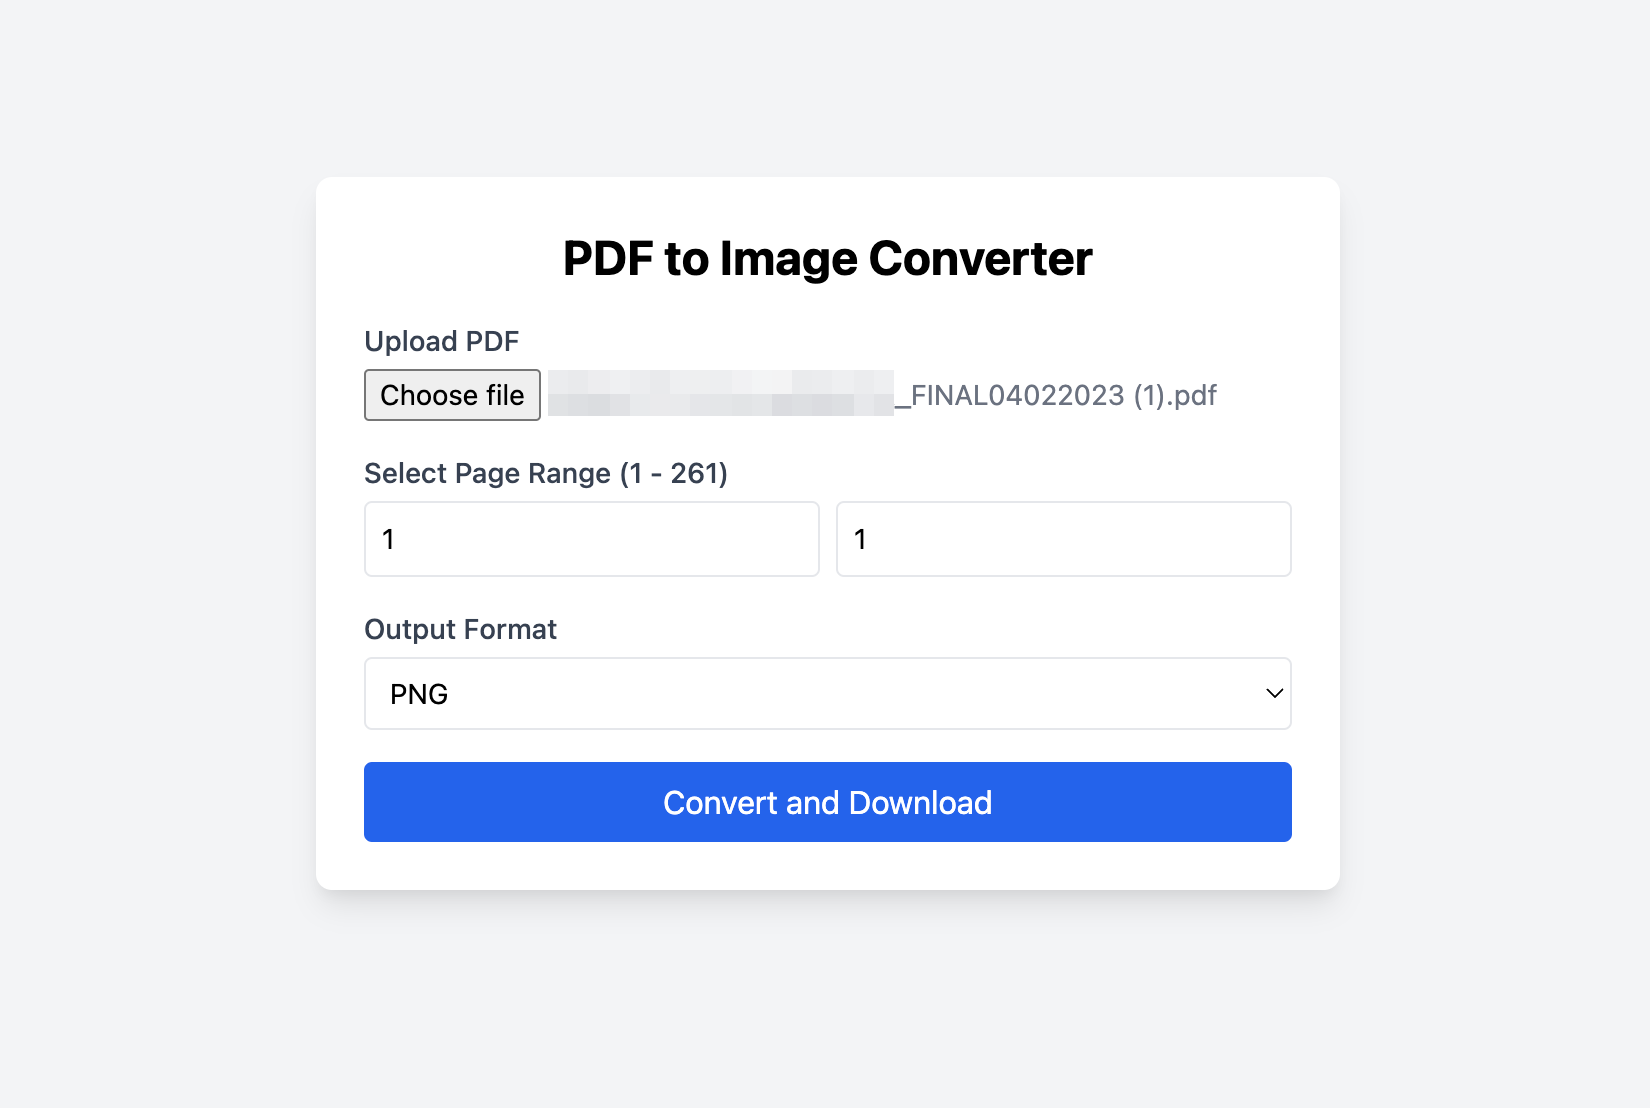 PDF to Image Converter
Upload PDF
Choose file _FINAL04022023 (1).pdf
Select Page Range (1 - 261)
1 1
Output Format
PNG
Convert and Download